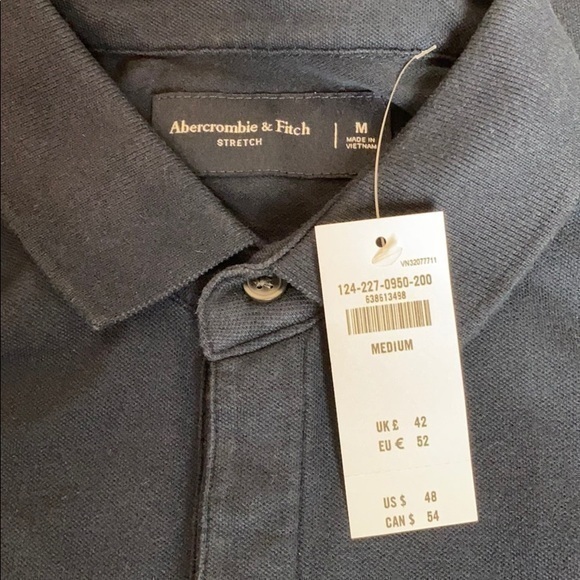 Abercrombie & Fitch
STRETCH
M
MADE IN
VIETNAM
VN32077711
124-227-0950-200
638613498
MEDIUM
UK £ 42
EU € 52
US $ 48
CAN $ 54